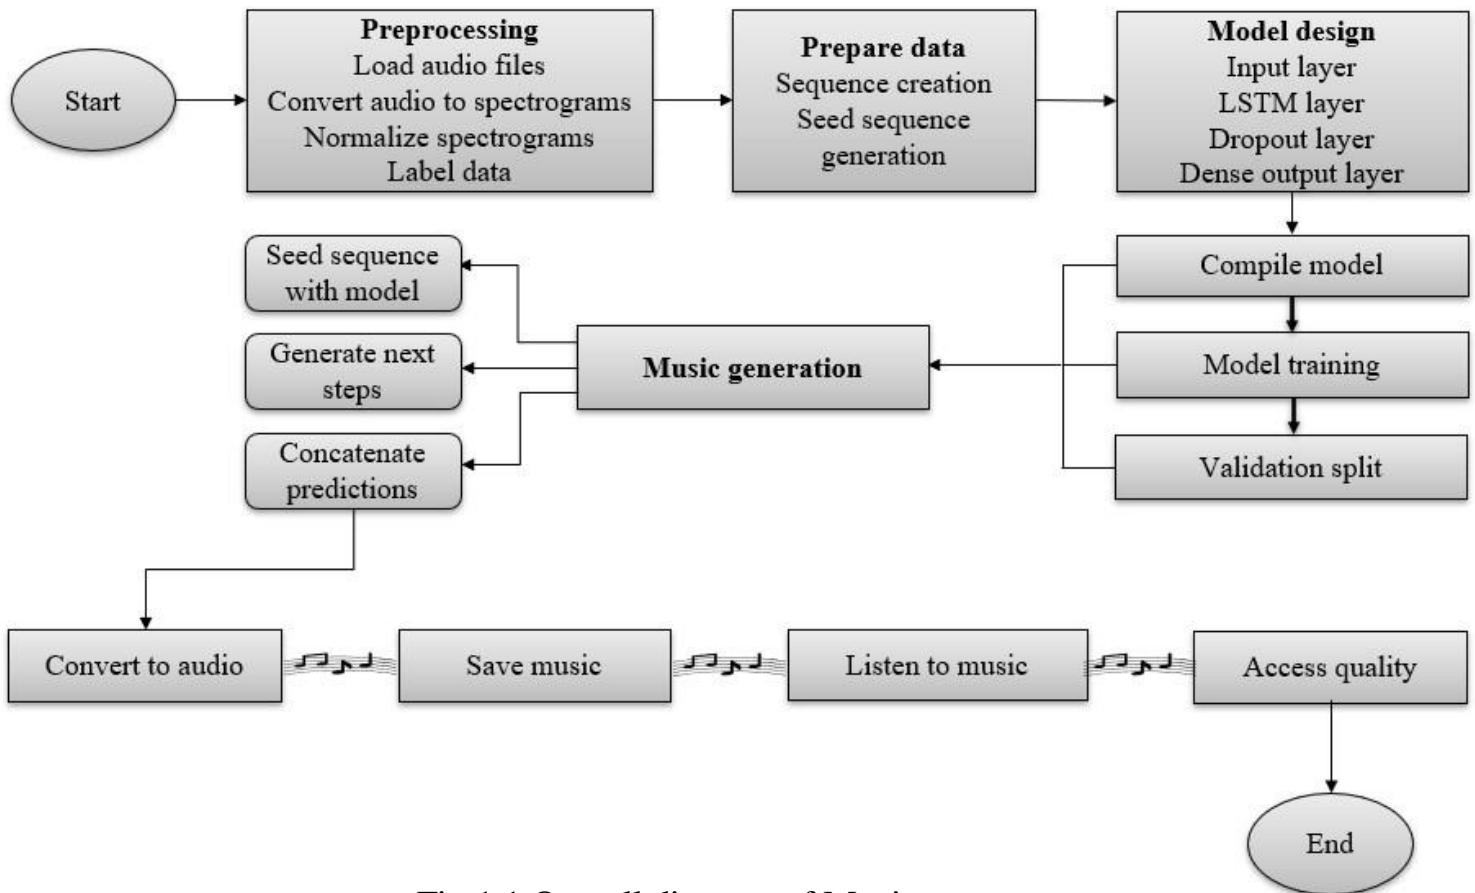 Start
Preprocessing
Load audio files
Convert audio to spectrograms
Normalize spectrograms
Label data
Prepare data
Sequence creation
Seed sequence
generation
Model design
Input layer
LSTM layer
Dropout layer
Dense output layer
Compile model
Model training
Validation split
Music generation
Seed sequence
with model
Generate next
steps
Concatenate
predictions
Convert to audio
Save music
Listen to music
Access quality
End